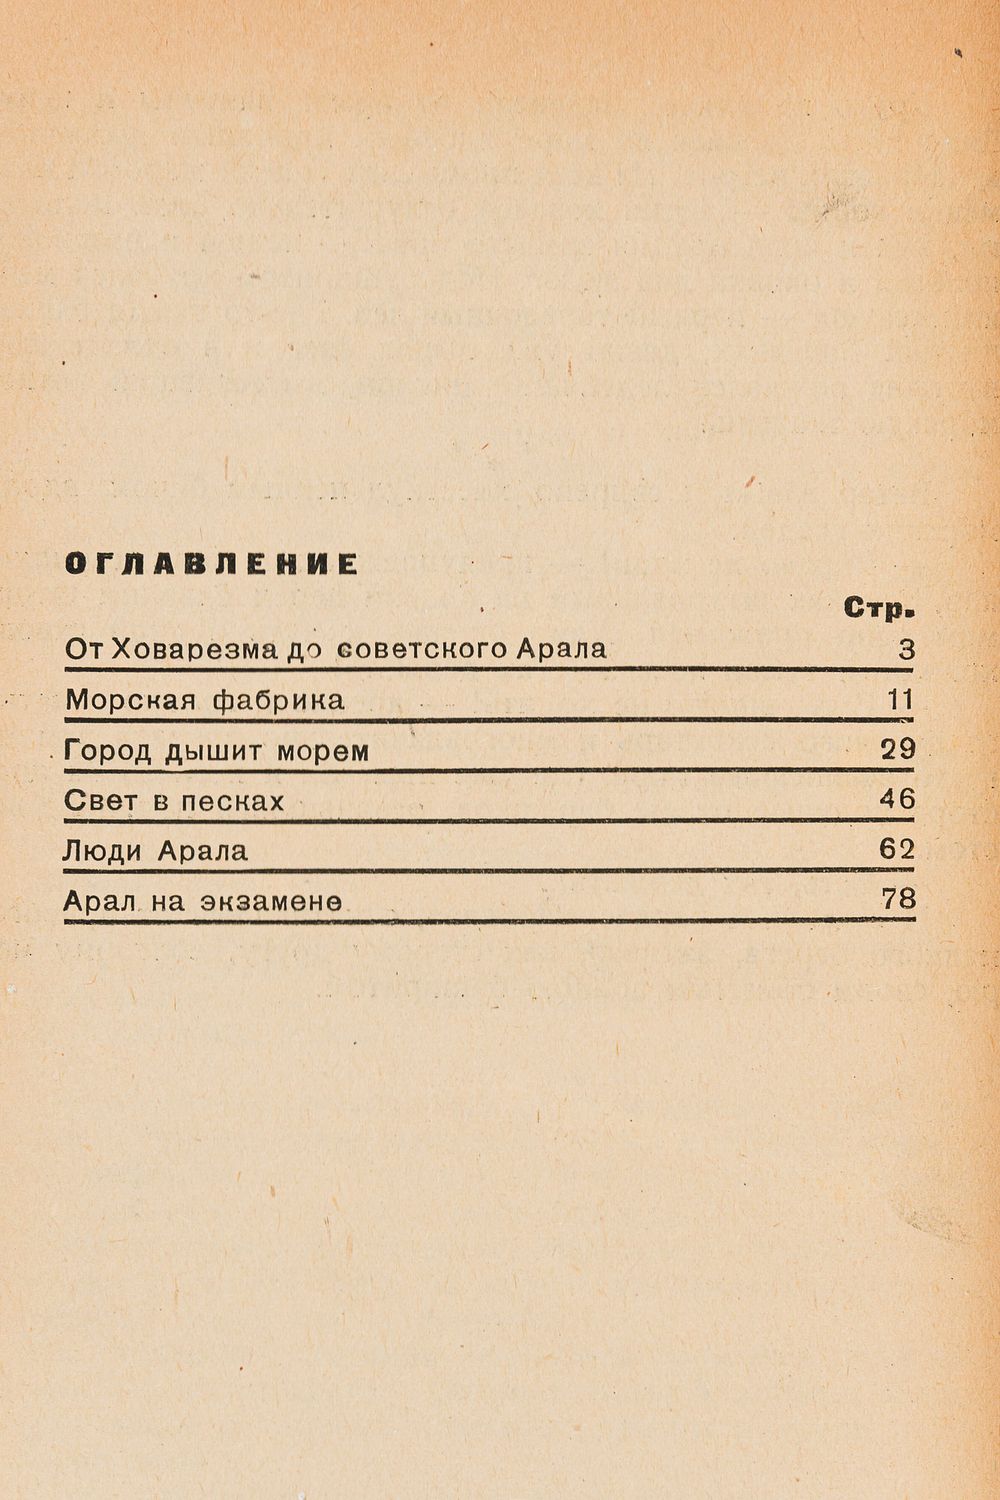 ОГЛАВЛЕНИЕ
Стр.
От Ховарезма до советского Арала 3
Морская фабрика 11
Город дышит морем 29
Свет в песках 46
Люди Арала 62
Арал на экзамене 78